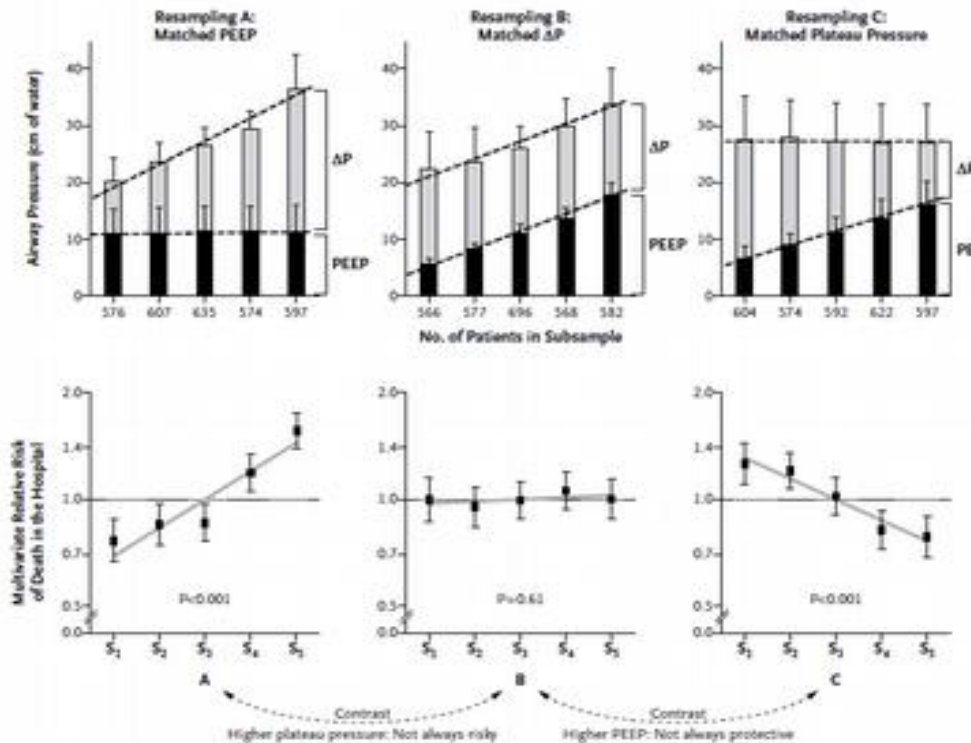 Resampling A:
Matched PEEP
Resampling B:
Matched ΔP
Resampling C:
Matched Plateau Pressure
Airway Pressure (cm of water)
40
30
20
10
0
ΔP
PEEP
576 607 635 574 597
40
30
20
10
0
ΔP
PEEP
566 577 696 568 582
40
30
20
10
0
ΔP
PE
604 574 592 622 597
No. of Patients in Subsample
Multivariate Relative Risk
of Death in the Hospital
2.0
1.4
1.0
0.7
0.5
0.0
P<0.001
S1 S2 S3 S4 S5
A
2.0
1.4
1.0
0.7
0.5
0.0
P=0.61
S2 S3 S4 S5
B
2.0
1.4
1.0
0.7
0.5
0.0
P<0.001
S1 S2 S3 S4 S5
C
Contrast
Higher plateau pressure: Not always risky
Contrast
Higher PEEP: Not always protective